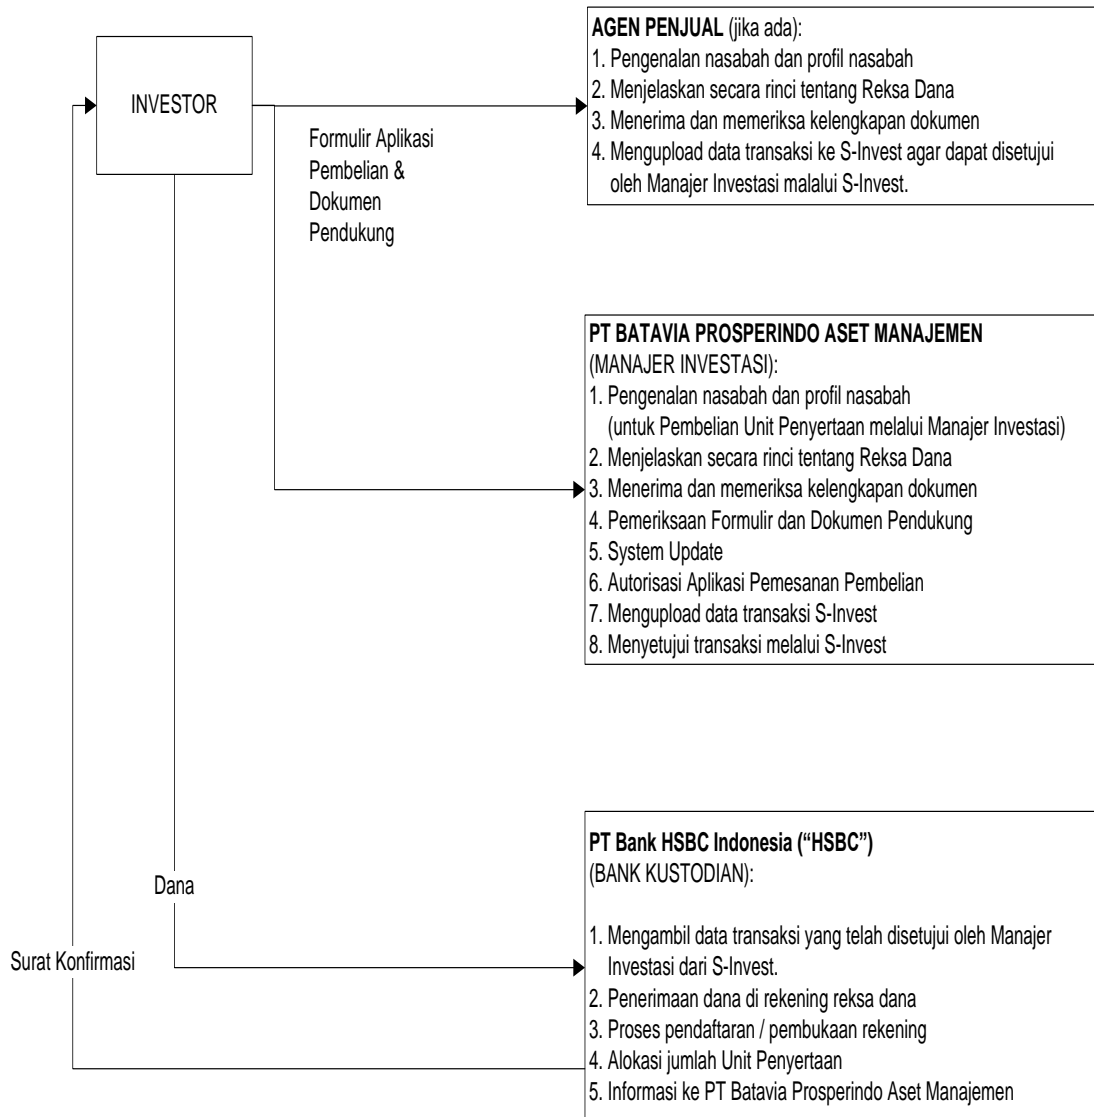 INVESTOR
Formulir Aplikasi
Pembelian &
Dokumen
Pendukung
AGEN PENJUAL (jika ada):
1. Pengenalan nasabah dan profil nasabah
2. Menjelaskan secara rinci tentang Reksa Dana
3. Menerima dan memeriksa kelengkapan dokumen
4. Mengupload data transaksi ke S-Invest agar dapat disetujui
oleh Manajer Investasi malalui S-Invest.
PT BATAVIA PROSPERINDO ASET MANAJEMEN
(MANAJER INVESTASI):
1. Pengenalan nasabah dan profil nasabah
(untuk Pembelian Unit Penyertaan melalui Manajer Investasi)
2. Menjelaskan secara rinci tentang Reksa Dana
3. Menerima dan memeriksa kelengkapan dokumen
4. Pemeriksaan Formulir dan Dokumen Pendukung
5. System Update
6. Autorisasi Aplikasi Pemesanan Pembelian
7. Mengupload data transaksi S-Invest
8. Menyetujui transaksi melalui S-Invest
Dana
Surat Konfirmasi
PT Bank HSBC Indonesia (“HSBC”)
(BANK KUSTODIAN):
1. Mengambil data transaksi yang telah disetujui oleh Manajer
Investasi dari S-Invest.
2. Penerimaan dana di rekening reksa dana
3. Proses pendaftaran / pembukaan rekening
4. Alokasi jumlah Unit Penyertaan
5. Informasi ke PT Batavia Prosperindo Aset Manajemen